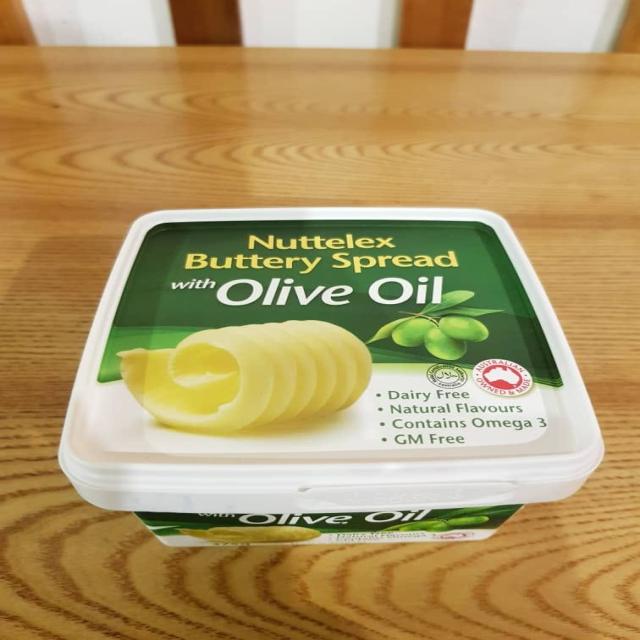 Nuttelex
Buttery Spread
with Olive Oil
AUSTRALIAN
OWNED & MADE
• Dairy Free
• Natural Flavours
• Contains Omega 3
• GM Free
with Olive Oil